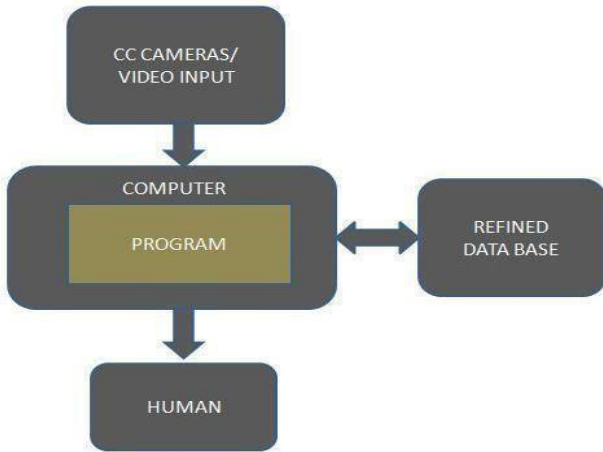 CC CAMERAS/
VIDEO INPUT
COMPUTER
PROGRAM
REFINED
DATA BASE
HUMAN